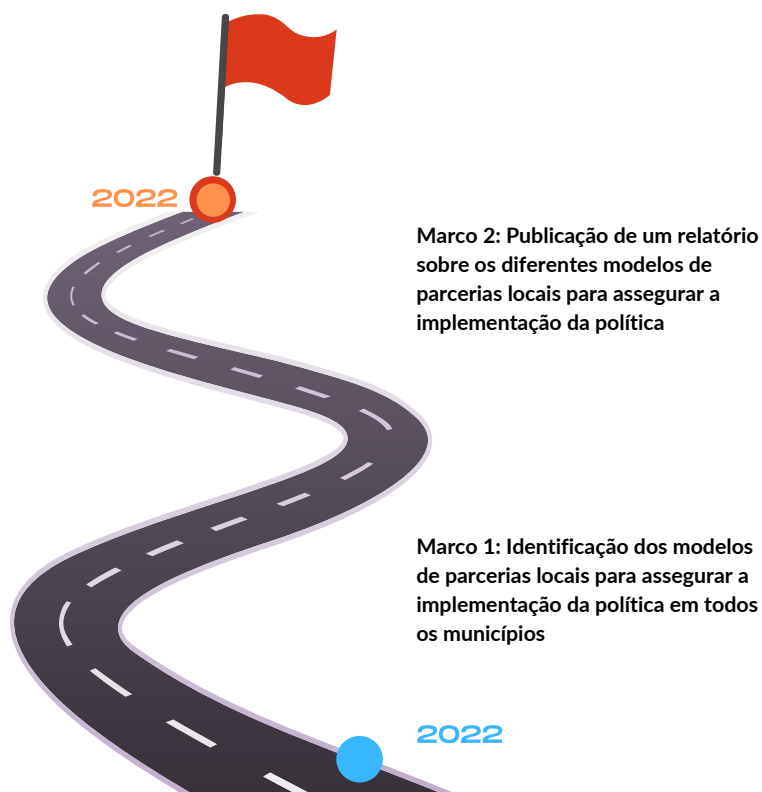 2022
Marco 2: Publicação de um relatório
sobre os diferentes modelos de
parcerias locais para assegurar a
implementação da política
Marco 1: Identificação dos modelos
de parcerias locais para assegurar a
implementação da política em todos
os municípios
2022